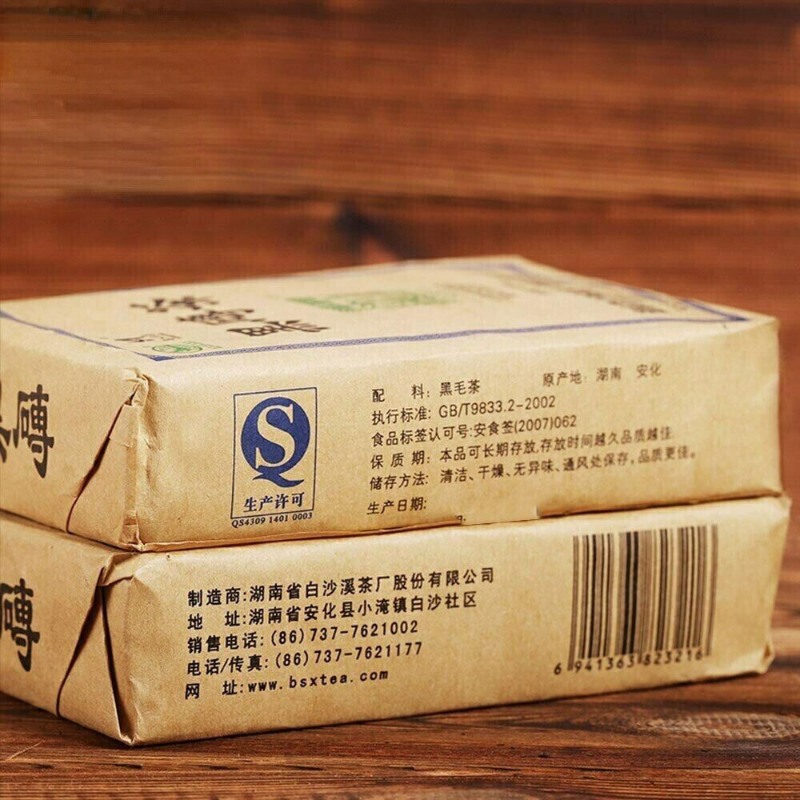 磚
生产许可
QS4309 1401 0003
配　料: 黑毛茶　原产地: 湖南 安化
执行标准: GB/T9833.2-2002
食品标签认可号:安食签(2007)062
保 质 期: 本品可长期存放,存放时间越久品质越佳
储存方法: 清洁、干燥、无异味、通风处保存,品质更佳。
生产日期:
磚
制造商:湖南省白沙溪茶厂股份有限公司
地　址:湖南省安化县小淹镇白沙社区
销售电话:(86)737-7621002
电话/传真:(86)737-7621177
网　址:www.bsxtea.com
6 941363 823216